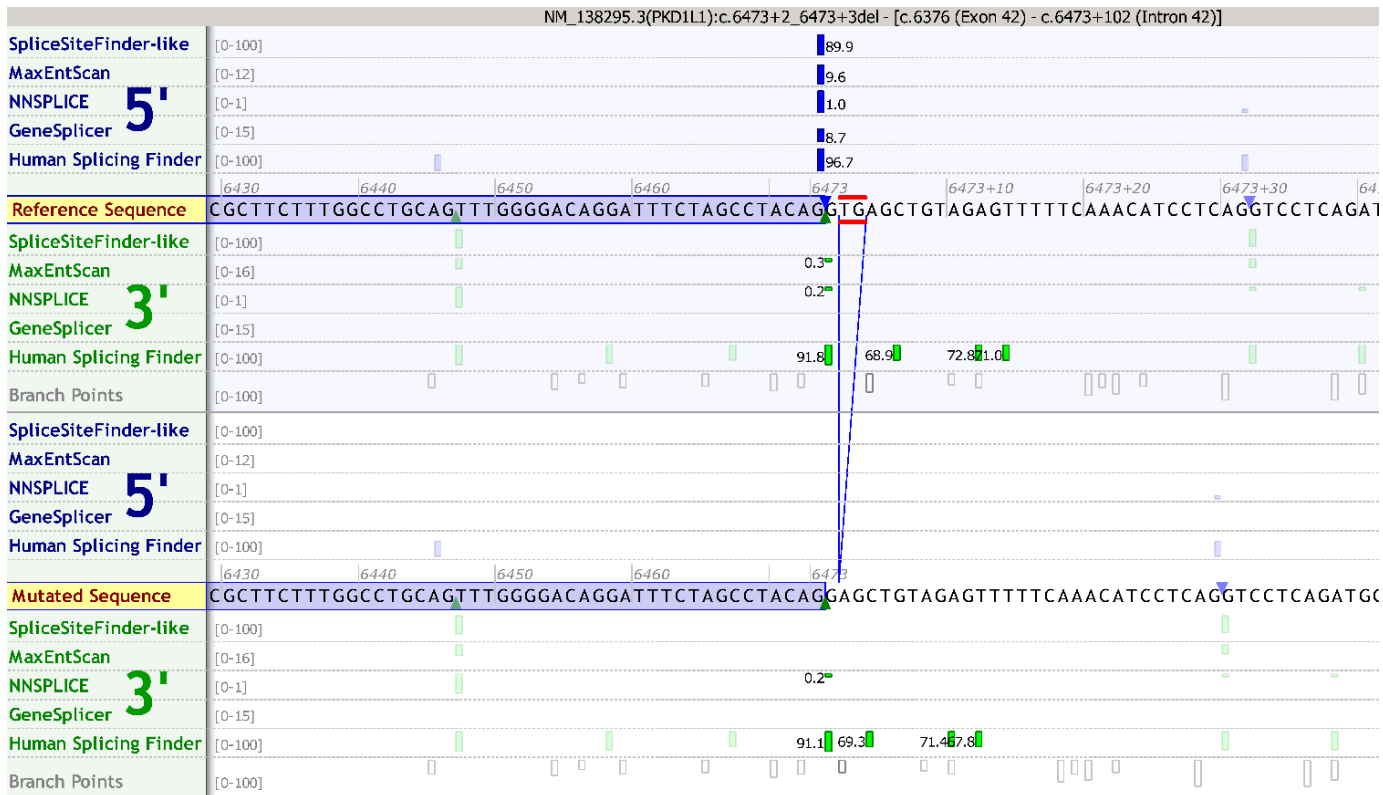 NM_138295.3(PKD1L1):c.6473+2_6473+3del - [c.6376 (Exon 42) - c.6473+102 (Intron 42)]
5'
SpliceSiteFinder-like [0-100] 89.9
MaxEntScan [0-12] 9.6
NNSPLICE [0-1] 1.0
GeneSplicer [0-15] 8.7
Human Splicing Finder [0-100] 96.7
6430 6440 6450 6460 6473 6473+10 6473+20 6473+30
Reference Sequence CGCTTCTTTGGCCTGCAGTTTGGGGACAGGATTTCTAGCCTACAGGTGAGCTGTAGAGTTTTTCAAACATCCTCAGGTCCTCAGAT
3'
SpliceSiteFinder-like [0-100]
MaxEntScan [0-16] 0.3
NNSPLICE [0-1] 0.2
GeneSplicer [0-15]
Human Splicing Finder [0-100] 91.8 68.9 72.8 71.0
Branch Points [0-100]
5'
SpliceSiteFinder-like [0-100]
MaxEntScan [0-12]
NNSPLICE [0-1]
GeneSplicer [0-15]
Human Splicing Finder [0-100]
6430 6440 6450 6460 6473
Mutated Sequence CGCTTCTTTGGCCTGCAGTTTGGGGACAGGATTTCTAGCCTACAGGAGCTGTAGAGTTTTTCAAACATCCTCAGGTCCTCAGATGC
3'
SpliceSiteFinder-like [0-100]
MaxEntScan [0-16]
NNSPLICE [0-1] 0.2
GeneSplicer [0-15]
Human Splicing Finder [0-100] 91.1 69.3 71.4 67.8
Branch Points [0-100]